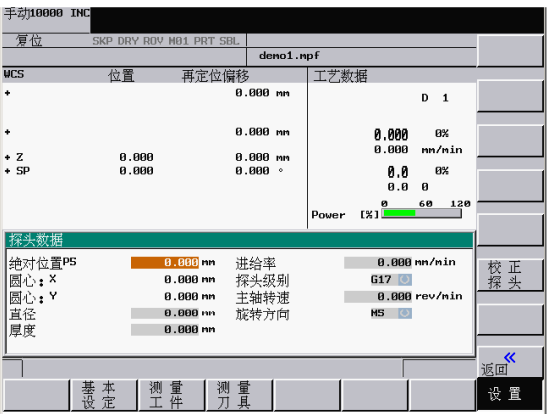 手动10000 INC
复位 SKP DRY ROV M01 PRT SBL
demo1.mpf
WCS 位置 再定位偏移 工艺数据
+ 0.000 mm
D 1
+ 0.000 mm 0.000 0%
0.000 mm/min
+ Z 0.000 0.000 mm
+ SP 0.000 0.000 ° 0.0 0%
0.0 0
0 60 120
Power [%]
探头数据
绝对位置P5 0.000 mm 进给率 0.000 mm/min
圆心:X 0.000 mm 探头级别 G17
圆心:Y 0.000 mm 主轴转速 0.000 rev/min
直径 0.000 mm 旋转方向 M5
厚度 0.000 mm
校正
探头
«
返回
基本
设定
测量
工件
测量
刀具
设置